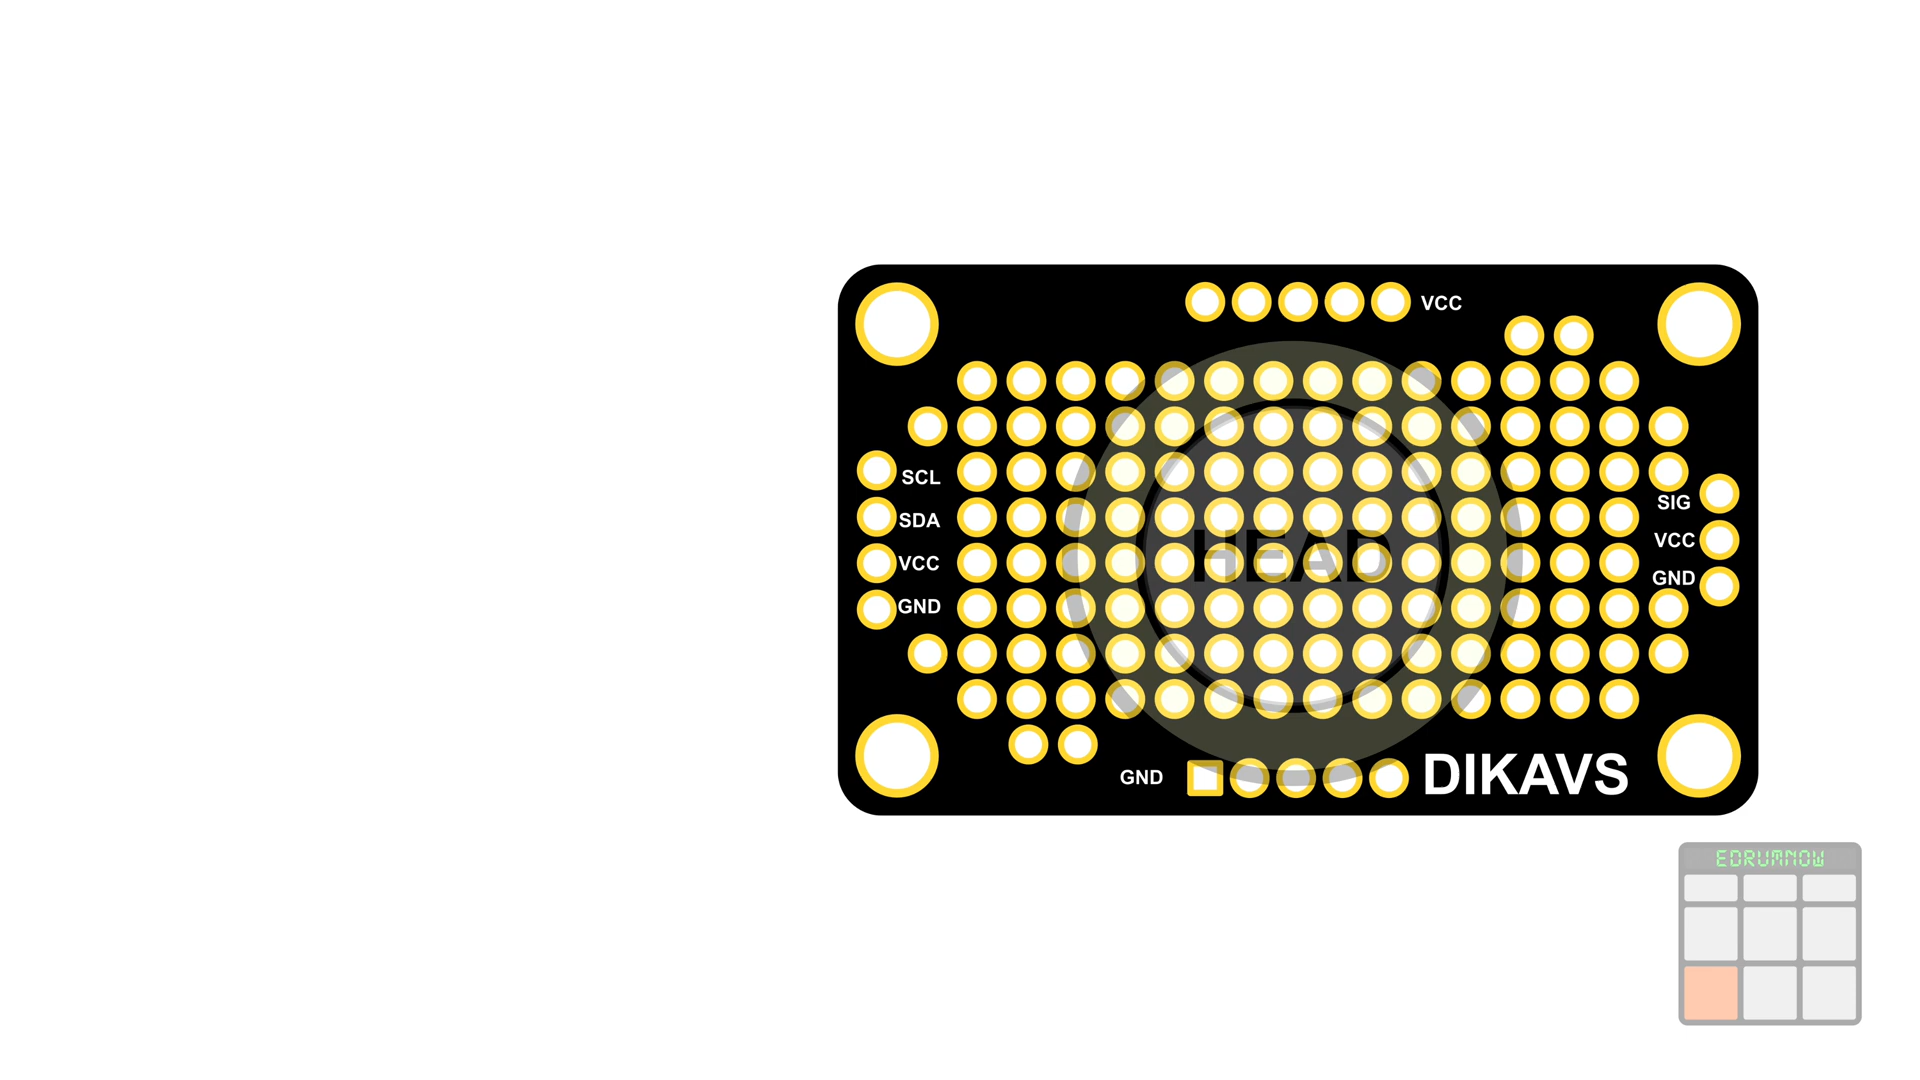 VCC
SCL
SDA
VCC
GND
SIG
VCC
GND
HEAD
GND
DIKAVS
EDRUMNOW